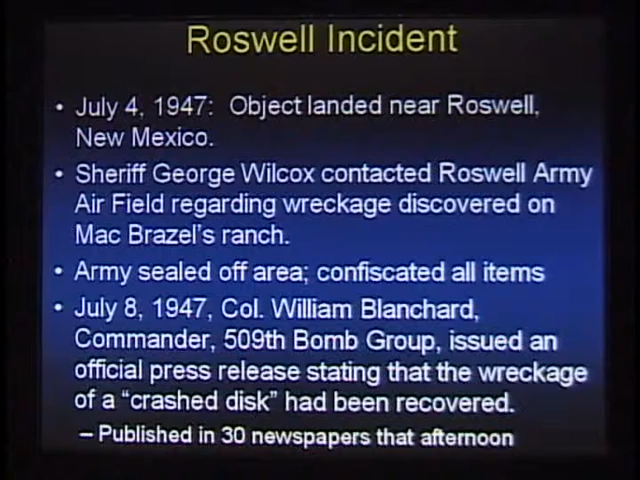 Roswell Incident
• July 4, 1947: Object landed near Roswell,
New Mexico.
• Sheriff George Wilcox contacted Roswell Army
Air Field regarding wreckage discovered on
Mac Brazel's ranch.
• Army sealed off area; confiscated all items
• July 8, 1947, Col. William Blanchard,
Commander, 509th Bomb Group, issued an
official press release stating that the wreckage
of a “crashed disk” had been recovered.
– Published in 30 newspapers that afternoon